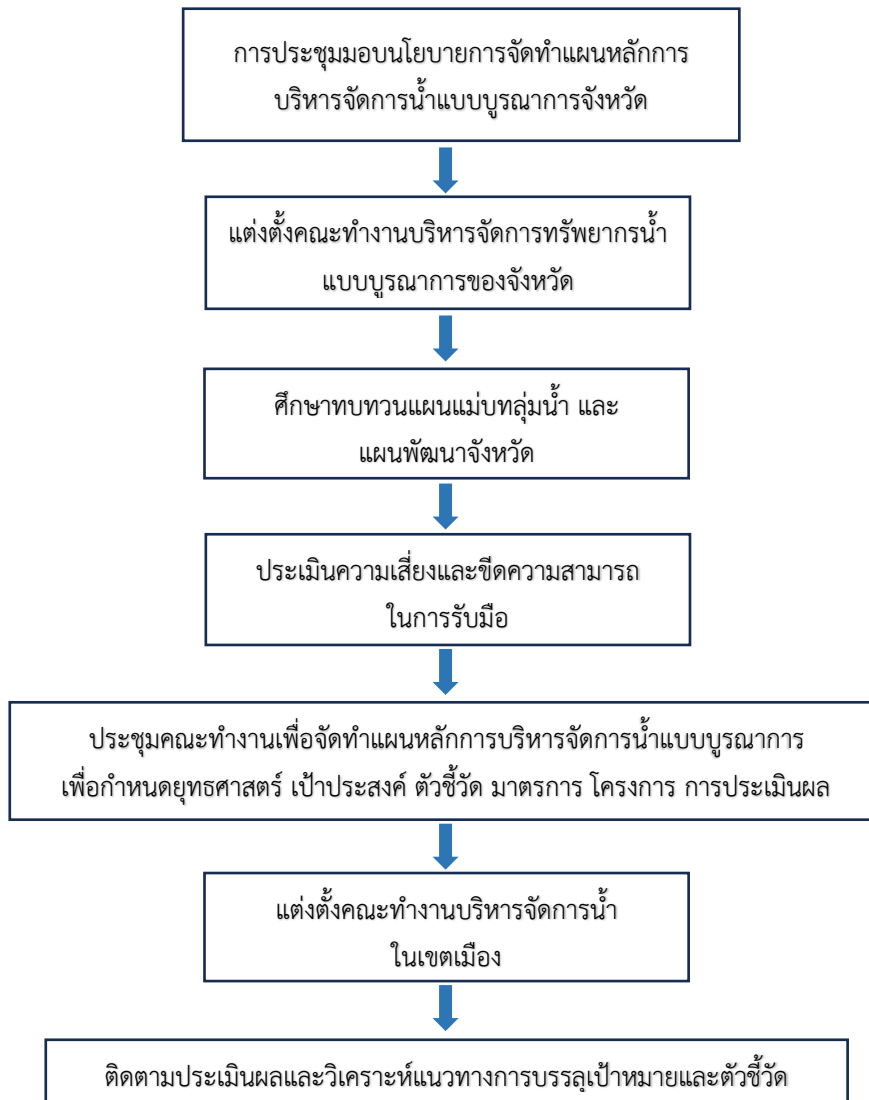 การประชุมมอบนโยบายการจัดทำแผนหลักการ
บริหารจัดการน้ำแบบบูรณาการจังหวัด
แต่งตั้งคณะทำงานบริหารจัดการทรัพยากรน้ำ
แบบบูรณาการของจังหวัด
ศึกษาทบทวนแผนแม่บทลุ่มน้ำ และ
แผนพัฒนาจังหวัด
ประเมินความเสี่ยงและขีดความสามารถ
ในการรับมือ
ประชุมคณะทำงานเพื่อจัดทำแผนหลักการบริหารจัดการน้ำแบบบูรณาการ
เพื่อกำหนดยุทธศาสตร์ เป้าประสงค์ ตัวชี้วัด มาตรการ โครงการ การประเมินผล
แต่งตั้งคณะทำงานบริหารจัดการน้ำ
ในเขตเมือง
ติดตามประเมินผลและวิเคราะห์แนวทางการบรรลุเป้าหมายและตัวชี้วัด